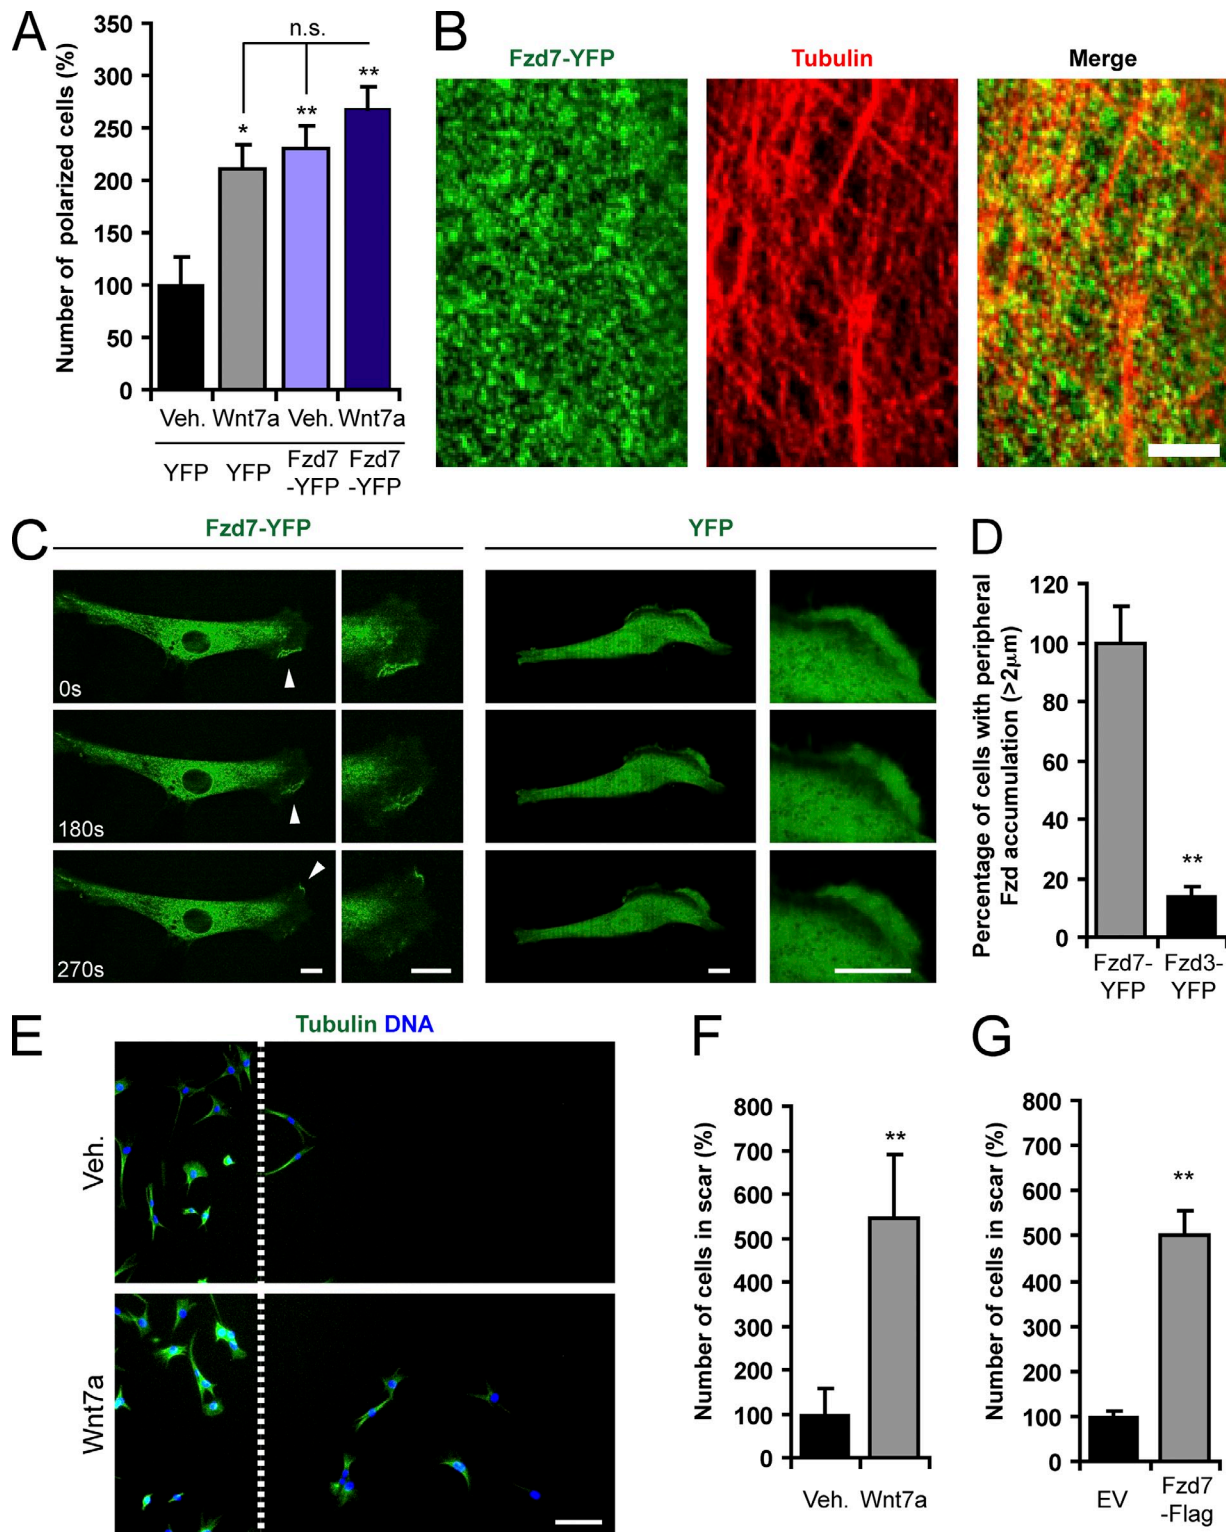 A
Number of polarized cells (%)
350
300
250
200
150
100
50
0
n.s.
*
**
**
Veh. Wnt7a Veh. Wnt7a
YFP YFP Fzd7 Fzd7
-YFP -YFP
B
Fzd7-YFP Tubulin Merge
C
Fzd7-YFP YFP
0s
180s
270s
D
Percentage of cells with peripheral
Fzd accumulation (>2μm)
120
100
80
60
40
20
0
**
Fzd7- Fzd3-
YFP YFP
E
Tubulin DNA
Veh.
Wnt7a
F
Number of cells in scar (%)
800
700
600
500
400
300
200
100
0
**
Veh. Wnt7a
G
Number of cells in scar (%)
800
700
600
500
400
300
200
100
0
**
EV Fzd7
-Flag